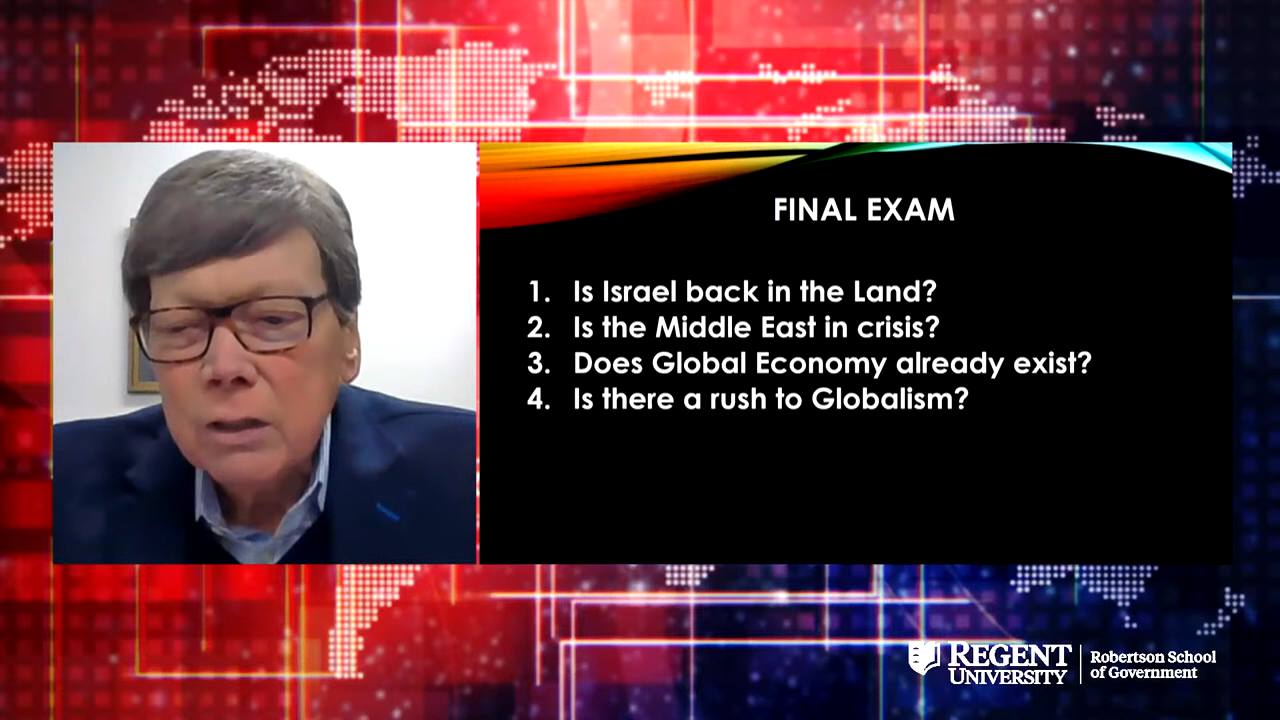 FINAL EXAM
1. Is Israel back in the Land?
2. Is the Middle East in crisis?
3. Does Global Economy already exist?
4. Is there a rush to Globalism?
REGENT UNIVERSITY
Robertson School
of Government